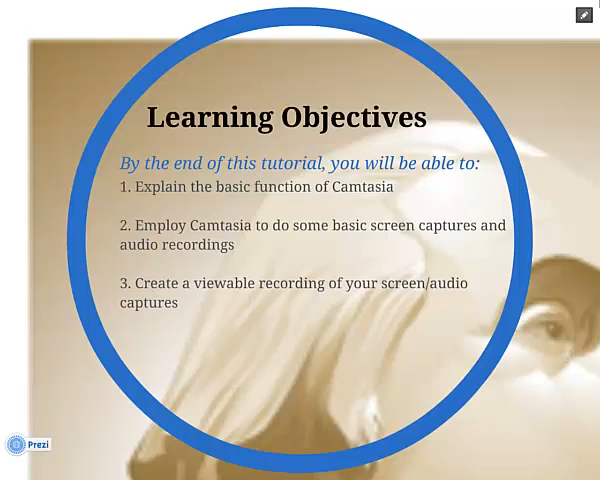 Learning Objectives
By the end of this tutorial, you will be able to:
1. Explain the basic function of Camtasia
2. Employ Camtasia to do some basic screen captures and
audio recordings
3. Create a viewable recording of your screen/audio
captures
Prezi